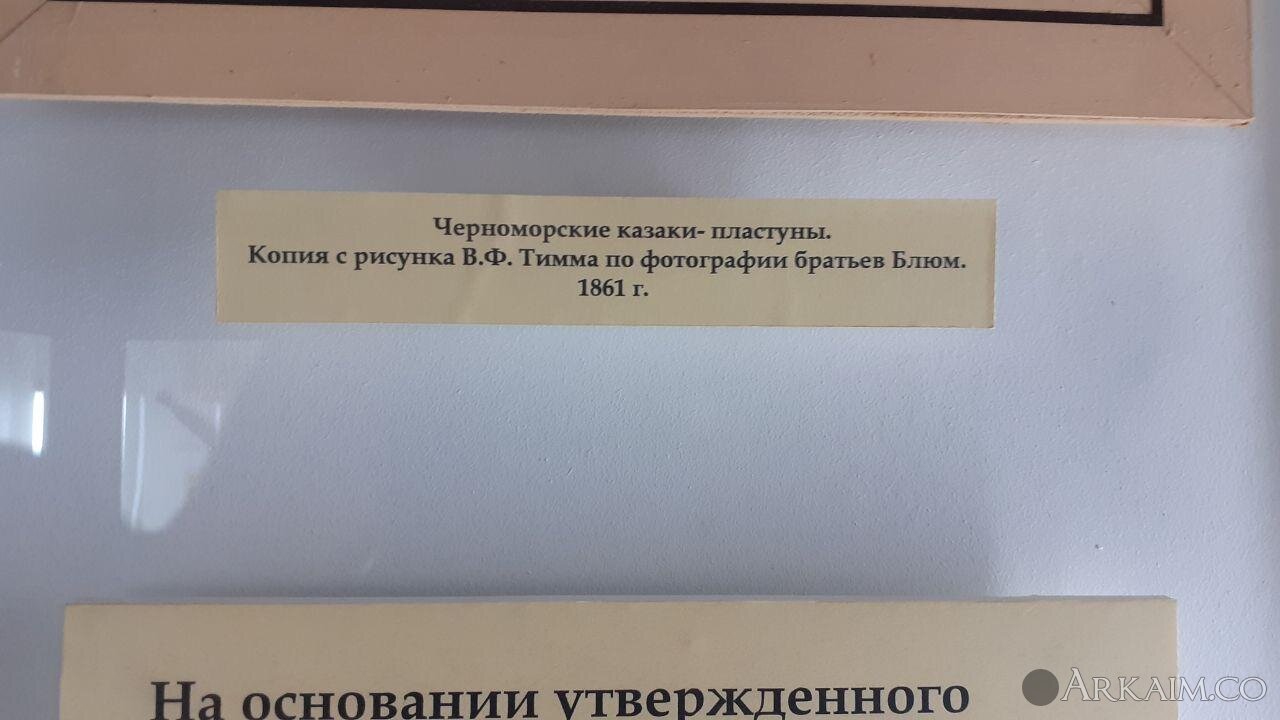 Черноморские казаки- пластуны.
Копия с рисунка В.Ф. Тимма по фотографии братьев Блюм.
1861 г.
На основании утвержденного
ARKAIM.CO